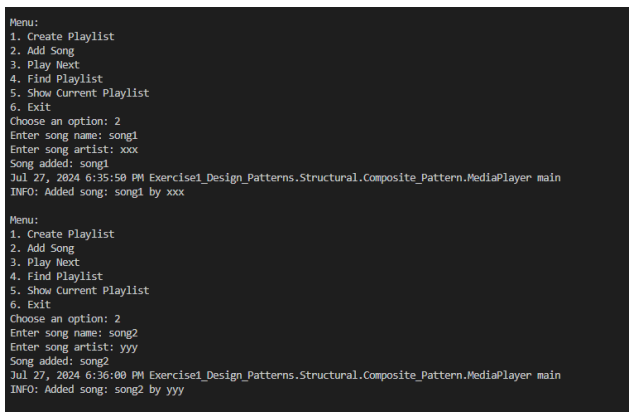 Menu:
1. Create Playlist
2. Add Song
3. Play Next
4. Find Playlist
5. Show Current Playlist
6. Exit
Choose an option: 2
Enter song name: song1
Enter song artist: xxx
Song added: song1
Jul 27, 2024 6:35:50 PM Exercise1_Design_Patterns.Structural.Composite_Pattern.MediaPlayer main
INFO: Added song: song1 by xxx
Menu:
1. Create Playlist
2. Add Song
3. Play Next
4. Find Playlist
5. Show Current Playlist
6. Exit
Choose an option: 2
Enter song name: song2
Enter song artist: yyy
Song added: song2
Jul 27, 2024 6:36:00 PM Exercise1_Design_Patterns.Structural.Composite_Pattern.MediaPlayer main
INFO: Added song: song2 by yyy